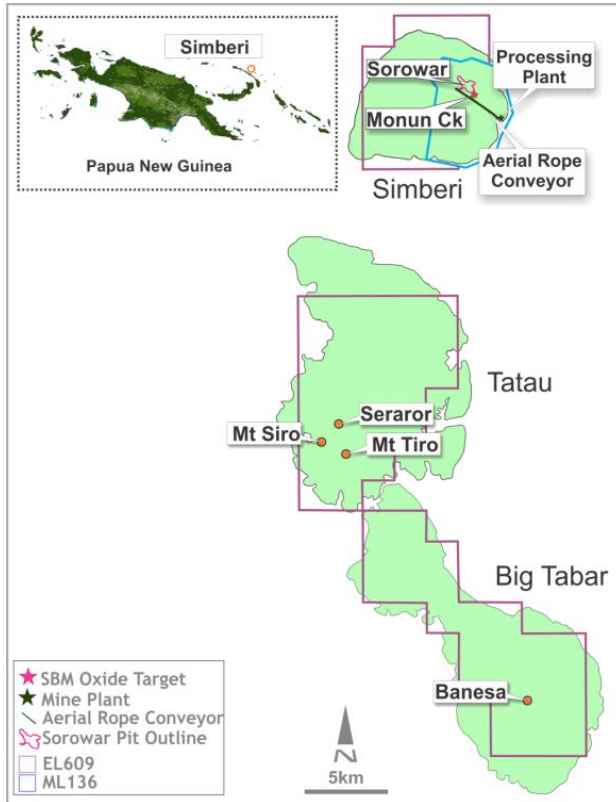 Simberi
Papua New Guinea
Sorowar
Processing
Plant
Monun Ck
Aerial Rope
Conveyor
Simberi
Tatau
Seraror
Mt Siro
Mt Tiro
Big Tabar
Banesa
SBM Oxide Target
Mine Plant
Aerial Rope Conveyor
Sorowar Pit Outline
EL609
ML136
N
5km